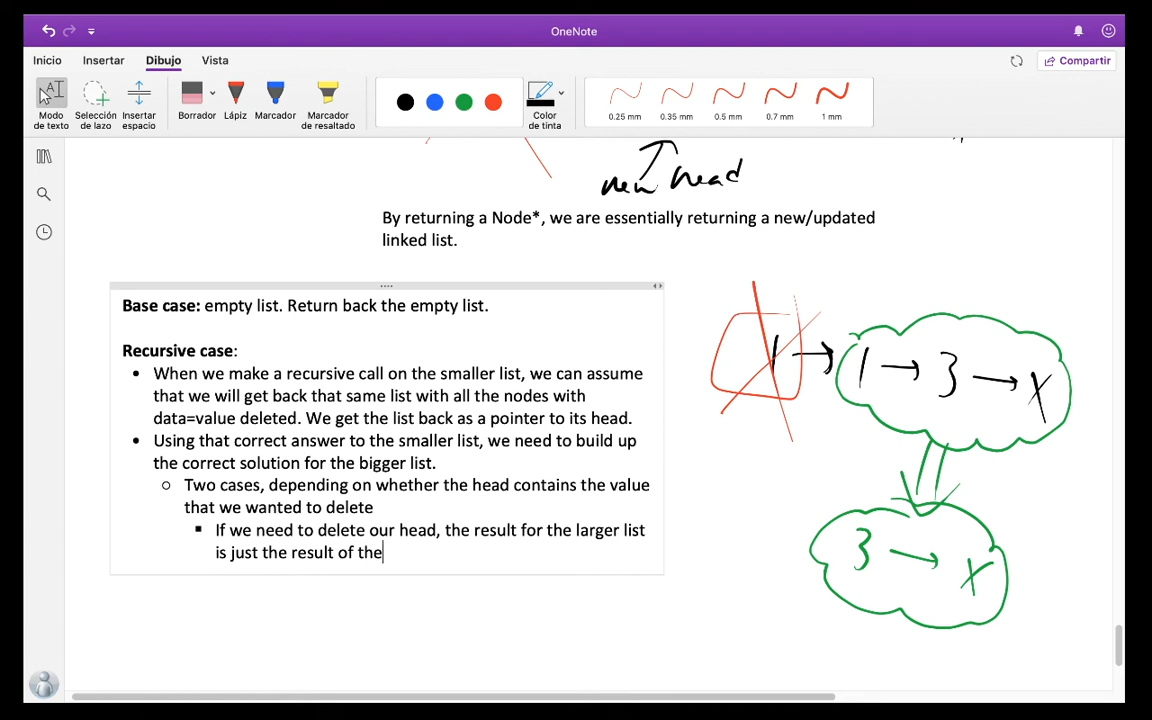 OneNote
Inicio Insertar Dibujo Vista
Compartir
Modo de texto
Selección de lazo
Insertar espacio
Borrador
Lápiz
Marcador
Marcador de resaltado
Color de tinta
0.25 mm 0.35 mm 0.5 mm 0.7 mm 1 mm
new head
By returning a Node*, we are essentially returning a new/updated
linked list.
Base case: empty list. Return back the empty list.
Recursive case:
• When we make a recursive call on the smaller list, we can assume
that we will get back that same list with all the nodes with
data=value deleted. We get the list back as a pointer to its head.
• Using that correct answer to the smaller list, we need to build up
the correct solution for the bigger list.
○ Two cases, depending on whether the head contains the value
that we wanted to delete
▪ If we need to delete our head, the result for the larger list
is just the result of the
1 → 1 → 3 → X
3 → X